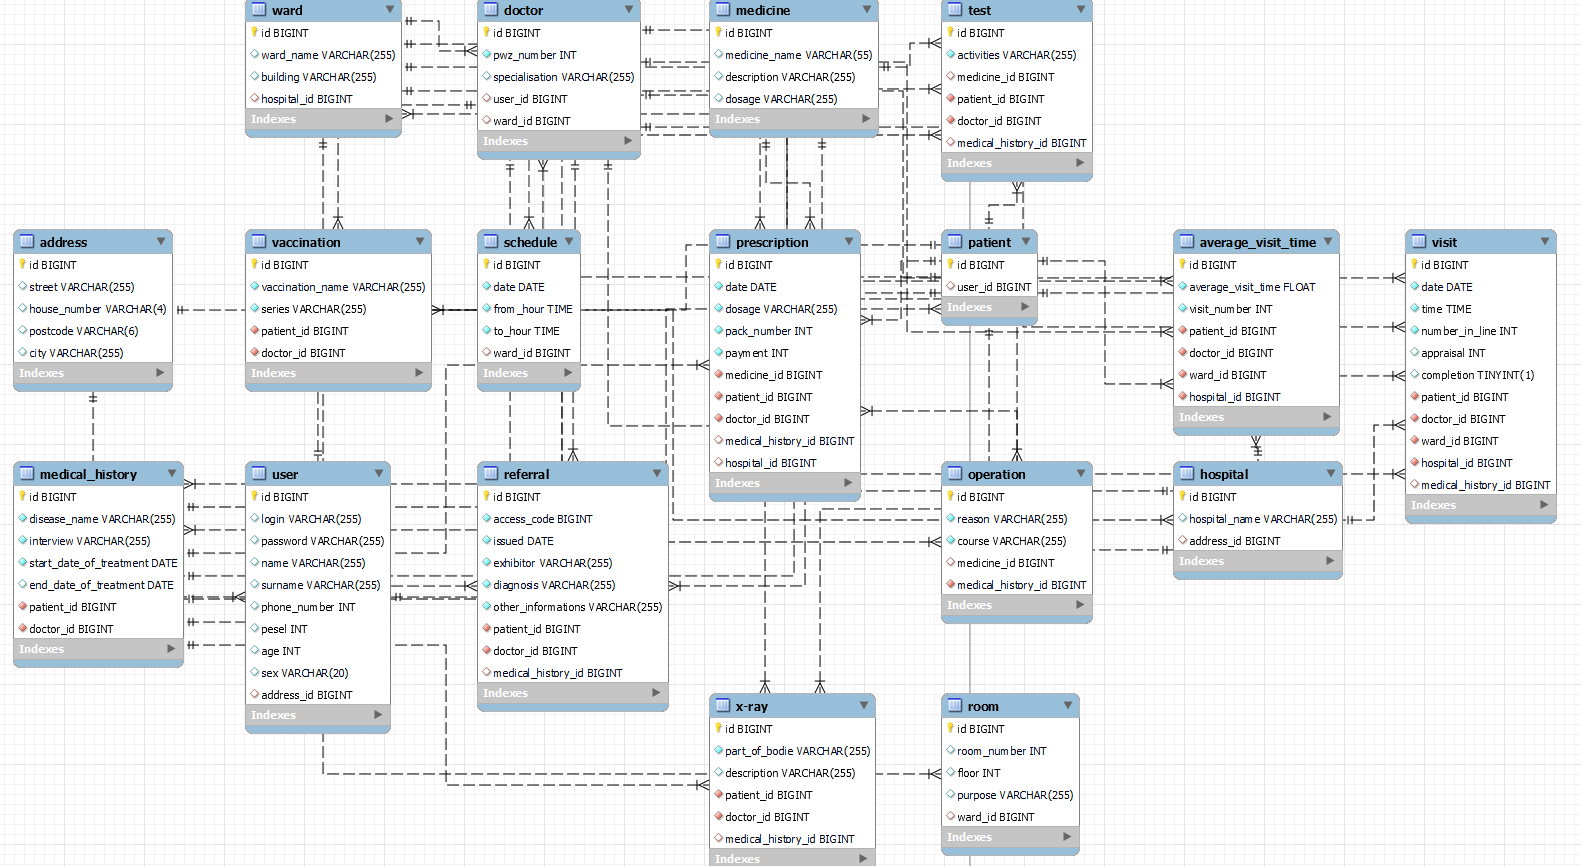 ward
id BIGINT
ward_name VARCHAR(255)
building VARCHAR(255)
hospital_id BIGINT
Indexes
doctor
id BIGINT
pwz_number INT
specialisation VARCHAR(255)
user_id BIGINT
ward_id BIGINT
Indexes
medicine
id BIGINT
medicine_name VARCHAR(55)
description VARCHAR(255)
dosage VARCHAR(255)
Indexes
test
id BIGINT
activities VARCHAR(255)
medicine_id BIGINT
patient_id BIGINT
doctor_id BIGINT
medical_history_id BIGINT
Indexes
address
id BIGINT
street VARCHAR(255)
house_number VARCHAR(4)
postcode VARCHAR(6)
city VARCHAR(255)
Indexes
vaccination
id BIGINT
vaccination_name VARCHAR(255)
series VARCHAR(255)
patient_id BIGINT
doctor_id BIGINT
Indexes
schedule
id BIGINT
date DATE
from_hour TIME
to_hour TIME
ward_id BIGINT
Indexes
prescription
id BIGINT
date DATE
dosage VARCHAR(255)
pack_number INT
payment INT
medicine_id BIGINT
patient_id BIGINT
doctor_id BIGINT
medical_history_id BIGINT
hospital_id BIGINT
Indexes
patient
id BIGINT
user_id BIGINT
Indexes
average_visit_time
id BIGINT
average_visit_time FLOAT
visit_number INT
patient_id BIGINT
doctor_id BIGINT
ward_id BIGINT
hospital_id BIGINT
Indexes
visit
id BIGINT
date DATE
time TIME
number_in_line INT
appraisal INT
completion TINYINT(1)
patient_id BIGINT
doctor_id BIGINT
ward_id BIGINT
hospital_id BIGINT
medical_history_id BIGINT
Indexes
medical_history
id BIGINT
disease_name VARCHAR(255)
interview VARCHAR(255)
start_date_of_treatment DATE
end_date_of_treatment DATE
patient_id BIGINT
doctor_id BIGINT
Indexes
user
id BIGINT
login VARCHAR(255)
password VARCHAR(255)
name VARCHAR(255)
surname VARCHAR(255)
phone_number INT
pesel INT
age INT
sex VARCHAR(20)
address_id BIGINT
Indexes
referral
id BIGINT
access_code BIGINT
issued DATE
exhibitor VARCHAR(255)
diagnosis VARCHAR(255)
other_informations VARCHAR(255)
patient_id BIGINT
doctor_id BIGINT
medical_history_id BIGINT
Indexes
operation
id BIGINT
reason VARCHAR(255)
course VARCHAR(255)
medicine_id BIGINT
medical_history_id BIGINT
Indexes
hospital
id BIGINT
hospital_name VARCHAR(255)
address_id BIGINT
Indexes
x-ray
id BIGINT
part_of_bodie VARCHAR(255)
description VARCHAR(255)
patient_id BIGINT
doctor_id BIGINT
medical_history_id BIGINT
Indexes
room
id BIGINT
room_number INT
floor INT
purpose VARCHAR(255)
ward_id BIGINT
Indexes